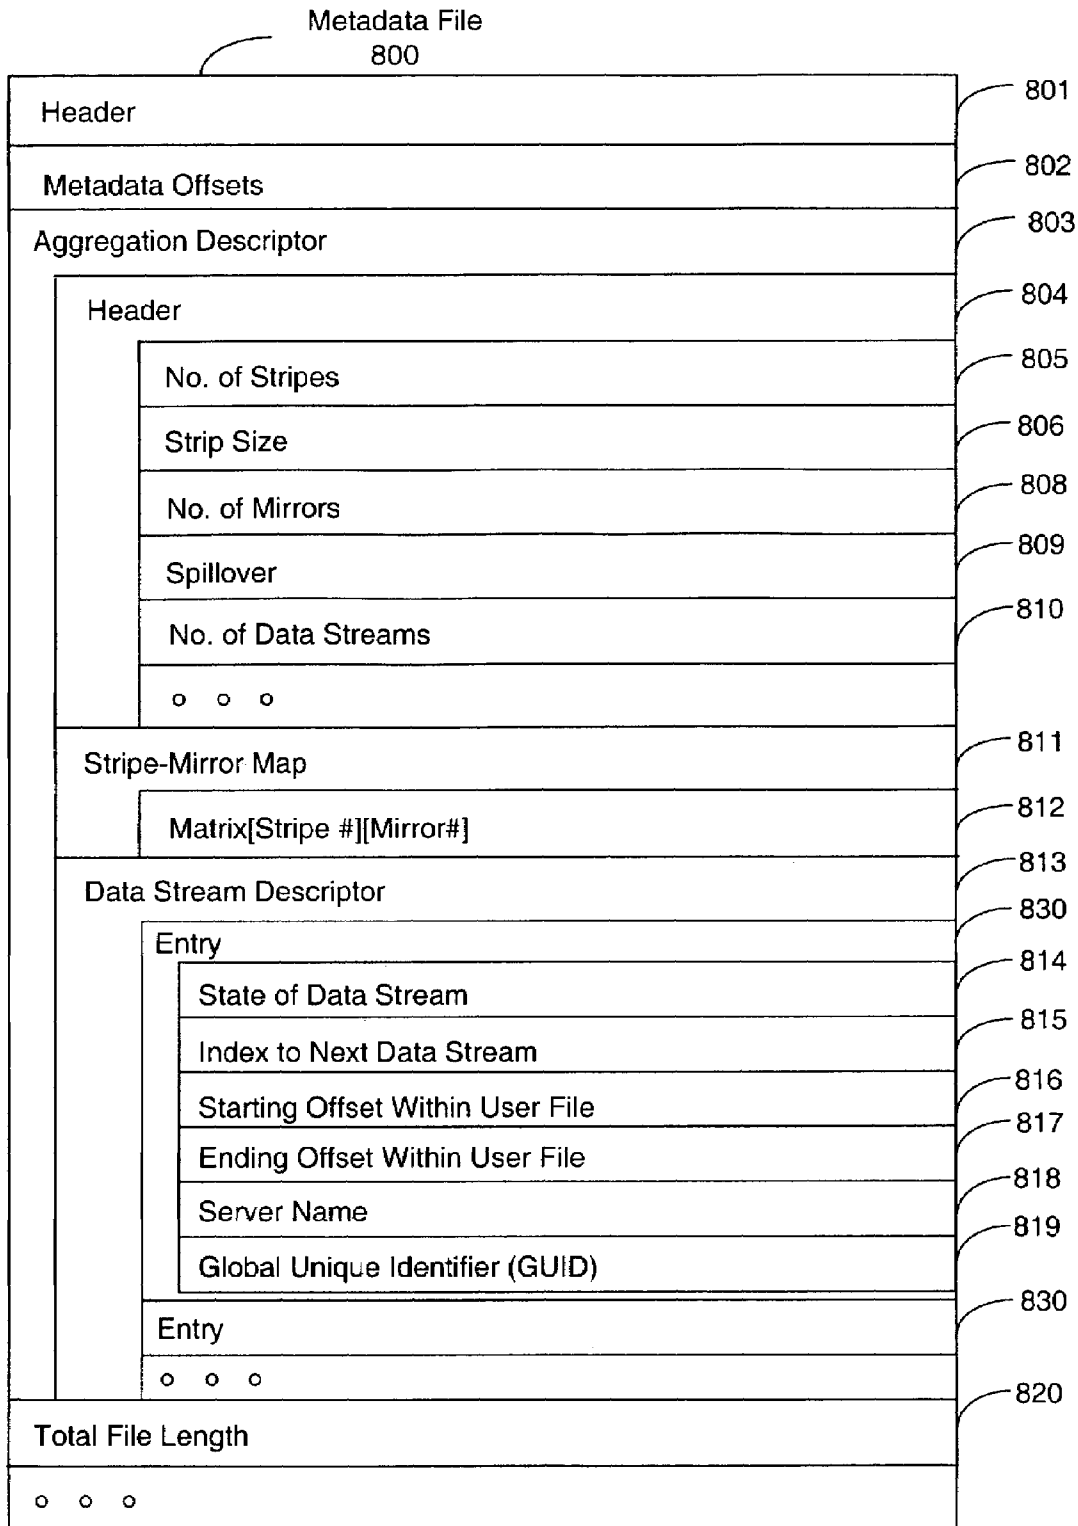 Metadata File
800
Header 801
Metadata Offsets 802
Aggregation Descriptor 803
Header 804
No. of Stripes 805
Strip Size 806
No. of Mirrors 808
Spillover 809
No. of Data Streams 810
o o o
Stripe-Mirror Map 811
Matrix[Stripe #][Mirror#] 812
Data Stream Descriptor 813
Entry 830
State of Data Stream 814
Index to Next Data Stream 815
Starting Offset Within User File 816
Ending Offset Within User File 817
Server Name 818
Global Unique Identifier (GUID) 819
Entry 830
o o o
Total File Length 820
o o o